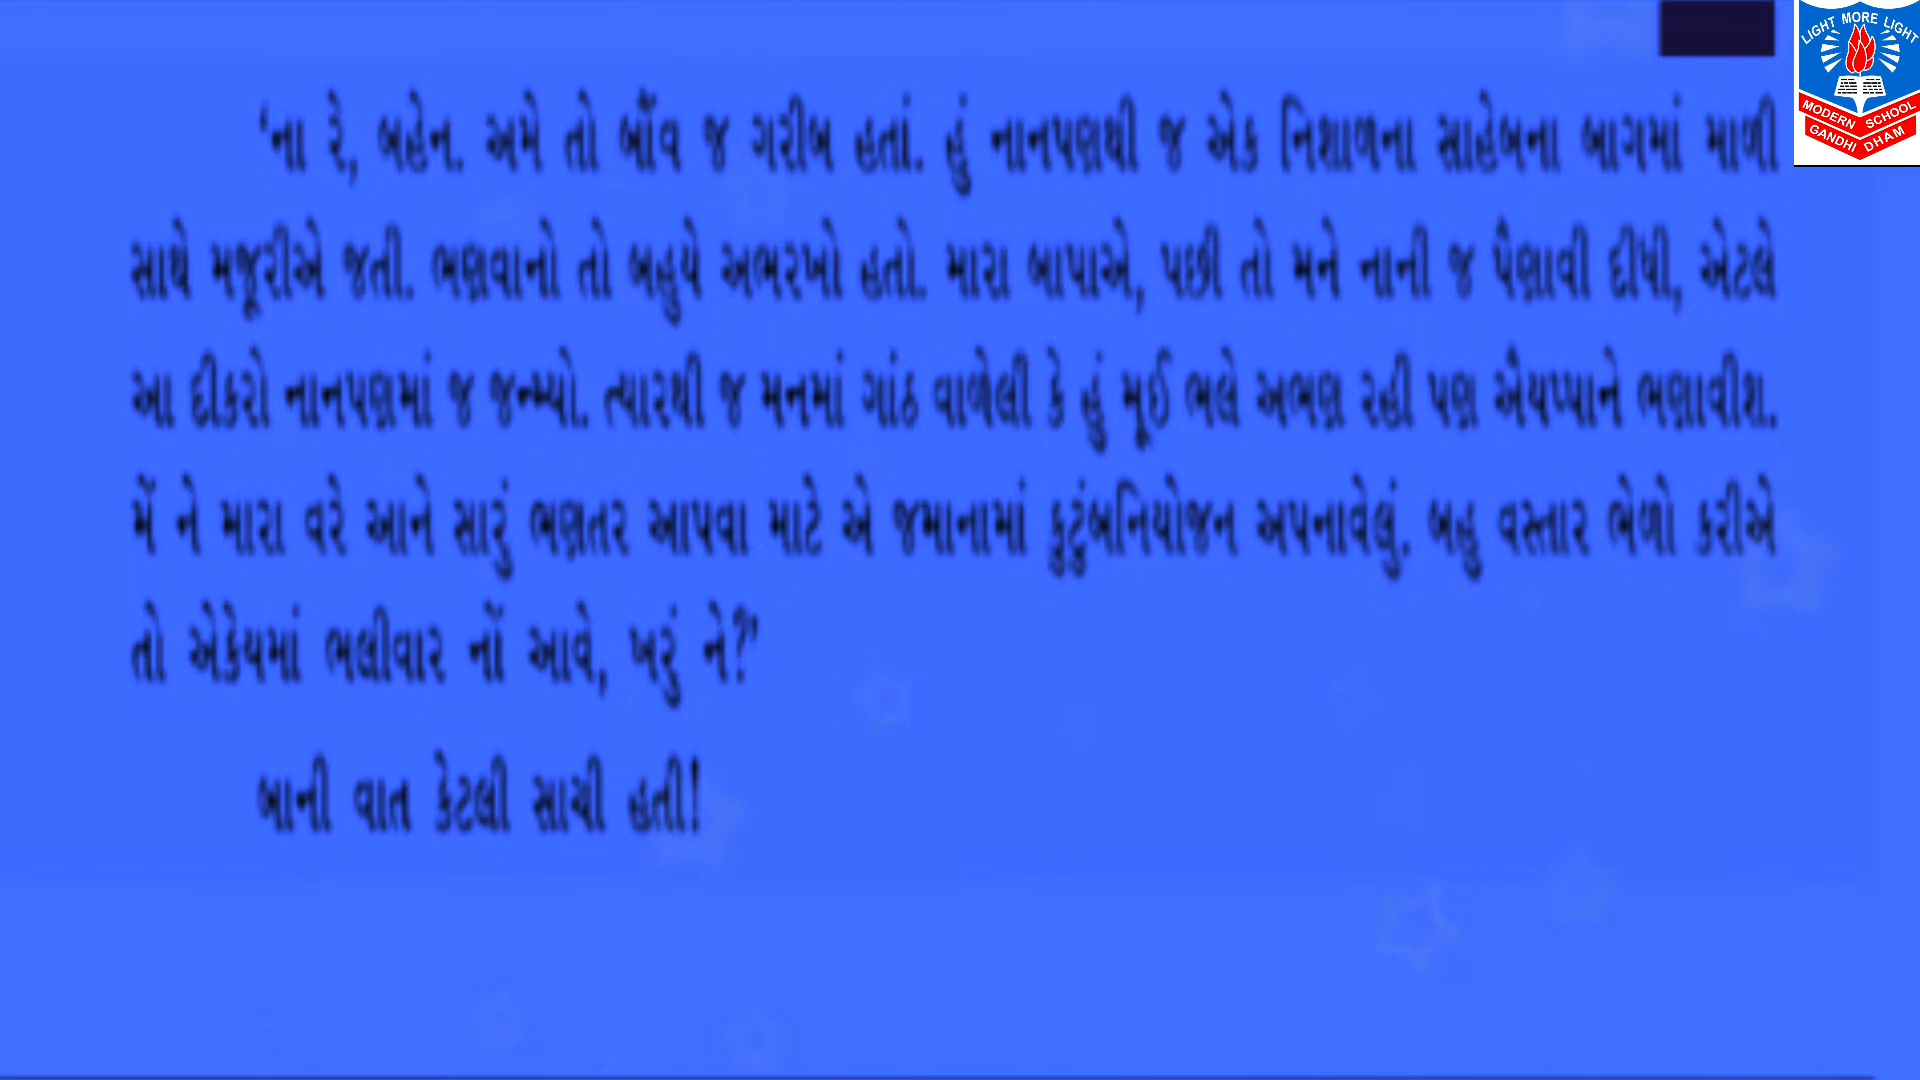 ‘ના રે, બહેન. અમે તો બૌંવ જ ગરીબ હતાં. હું નાનપણથી જ એક નિશાળના સાહેબના બાગમાં માળી
સાથે મજૂરીએ જતી. ભણવાનો તો બહુયે અભરખો હતો. મારા બાપાએ, પછી તો મને નાની જ પૈણાવી દીધી, એટલે
આ દીકરો નાનપણમાં જ જન્મ્યો. ત્યારથી જ મનમાં ગાંઠ વાળેલી કે હું મૂઈ ભલે અભણ રહી પણ ઐયપ્પાને ભણાવીશ.
મેં ને મારા વરે આને સારું ભણતર આપવા માટે એ જમાનામાં કુટુંબનિયોજન અપનાવેલું. બહુ વસ્તાર ભેળો કરીએ
તો એકેયમાં ભલીવાર નોં આવે, ખરું ને?’
બાની વાત કેટલી સાચી હતી!
LIGHT MORE LIGHT
MODERN SCHOOL
GANDHI DHAM